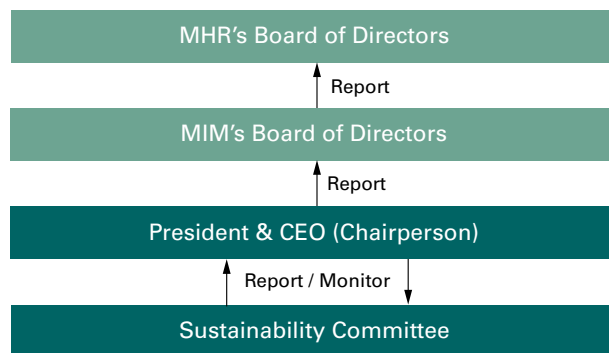 MHR's Board of Directors
Report
MIM's Board of Directors
Report
President & CEO (Chairperson)
Report / Monitor
Sustainability Committee